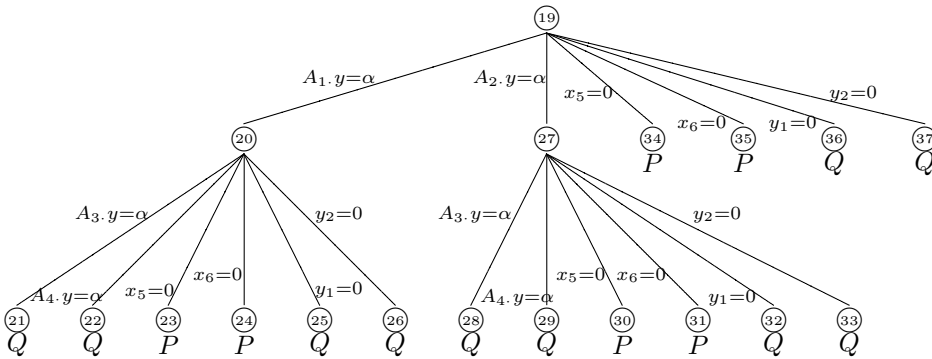 19
A₁.y=α A₂.y=α x₅=0 x₆=0 y₁=0 y₂=0
20 27 34 35 36 37
P P Q Q
A₃.y=α A₄.y=α x₅=0 x₆=0 y₁=0 y₂=0 A₃.y=α A₄.y=α x₅=0 x₆=0 y₁=0 y₂=0
21 22 23 24 25 26 28 29 30 31 32 33
Q Q P P Q Q Q Q P P Q Q